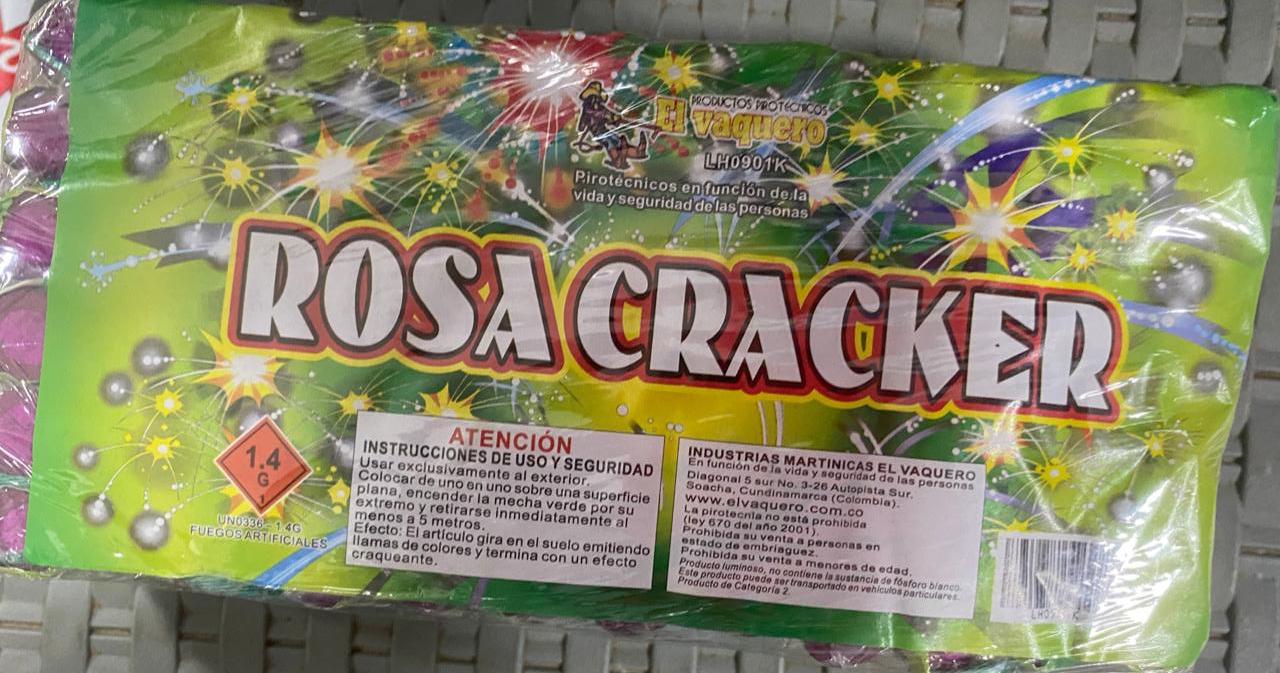 PRODUCTOS PIROTÉCNICOS
El vaquero
LH0901K
Pirotécnicos en función de la
vida y seguridad de las personas
ROSA CRACKER
1.4
G
1
UN0336-1.4G
FUEGOS ARTIFICIALES
ATENCIÓN
INSTRUCCIONES DE USO Y SEGURIDAD
Usar exclusivamente al exterior.
Colocar de uno en uno sobre una superficie
plana, encender la mecha verde por su
extremo y retirarse inmediatamente al
menos a 5 metros.
Efecto: El artículo gira en el suelo emitiendo
llamas de colores y termina con un efecto
craqueante.
INDUSTRIAS MARTINICAS EL VAQUERO
En función de la vida y seguridad de las personas
Diagonal 5 sur No. 3-26 Autopista Sur.
Soacha, Cundinamarca (Colombia).
www.elvaquero.com.co
La pirotecnia no está prohibida
(ley 670 del año 2001).
Prohibida su venta a personas en
estado de embriaguez.
Prohibida su venta a menores de edad.
Producto luminoso, no contiene la sustancia de fósforo blanco.
Este producto puede ser transportado en vehículos particulares.
Producto de Categoría 2.